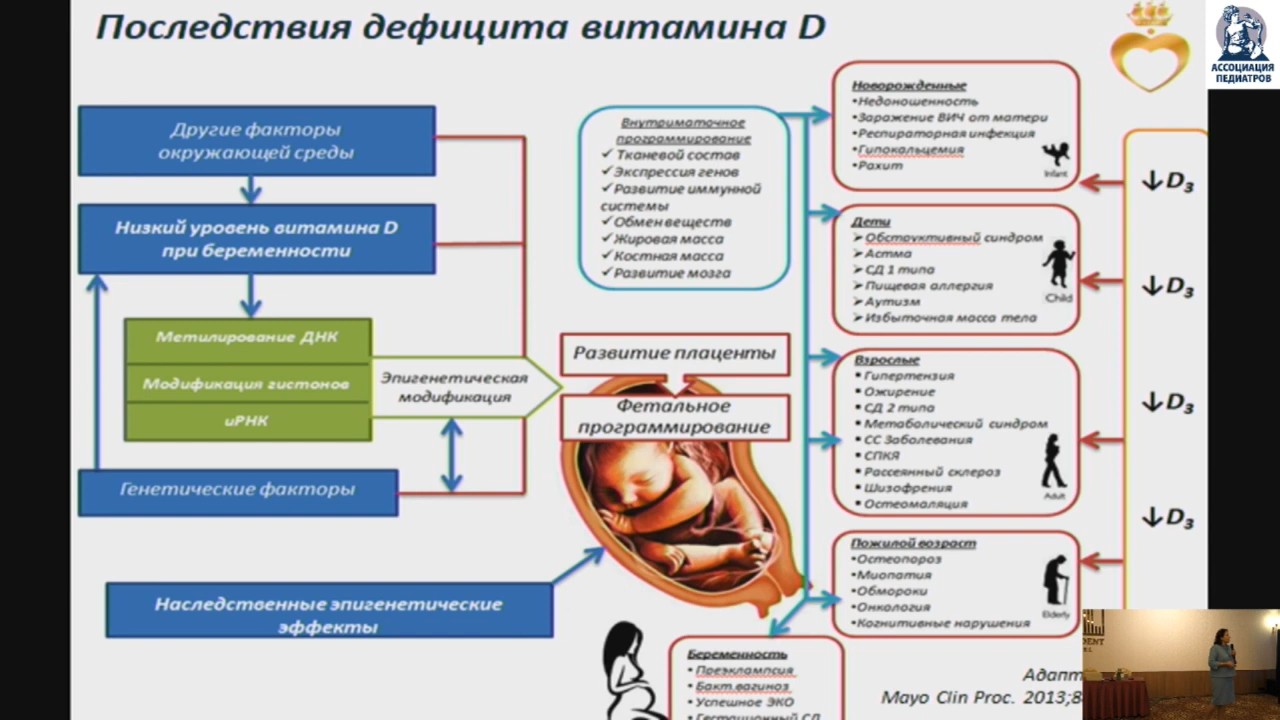 Последствия дефицита витамина D
АССОЦИАЦИЯ
ПЕДИАТРОВ
Другие факторы
окружающей среды
Низкий уровень витамина D
при беременности
Метилирование ДНК
Модификация гистонов
иРНК
Эпигенетическая
модификация
Генетические факторы
Наследственные эпигенетические
эффекты
Внутриматочное
программирование
✓ Тканевой состав
✓ Экспрессия генов
✓ Развитие иммунной
системы
✓ Обмен веществ
✓ Жировая масса
✓ Костная масса
✓ Развитие мозга
Развитие плаценты
Фетальное
программирование
Новорожденные
•Недоношенность
•Заражение ВИЧ от матери
•Респираторная инфекция
•Гипокальцемия
•Рахит
Infant
Дети
➢ Обструктивный синдром
➢ Астма
➢ СД 1 типа
➢ Пищевая аллергия
➢ Аутизм
➢ Избыточная масса тела
Child
Взрослые
▪ Гипертензия
▪ Ожирение
▪ СД 2 типа
▪ Метаболический синдром
▪ СС Заболевания
▪ СПКЯ
▪ Рассеянный склероз
▪ Шизофрения
▪ Остеомаляция
Adult
Пожилой возраст
•Остеопороз
•Миопатия
•Обмороки
•Онкология
•Когнитивные нарушения
Elderly
↓D₃
↓D₃
↓D₃
↓D₃
Беременность
• Преэклампсия
• Бакт.вагиноз
• Успешное ЭКО
• Гестационный СД
Адапт
Mayo Clin Proc. 2013;8
DENT